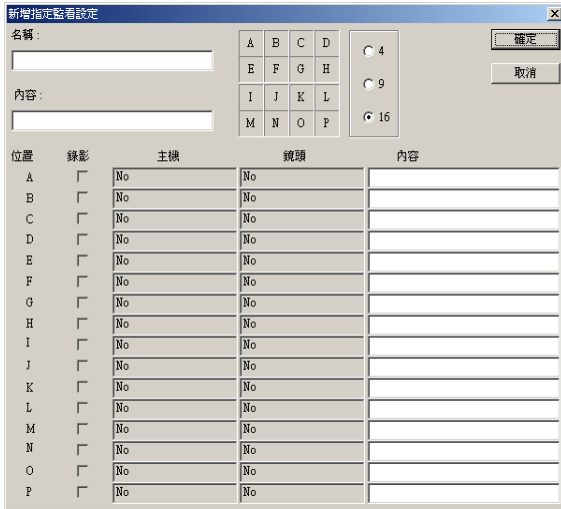 新增指定監看設定
名稱：
A B C D
E F G H
I J K L
M N O P
4
9
16
確定
取消
內容：
位置 錄影 主機 鏡頭 內容
A No No
B No No
C No No
D No No
E No No
F No No
G No No
H No No
I No No
J No No
K No No
L No No
M No No
N No No
O No No
P No No